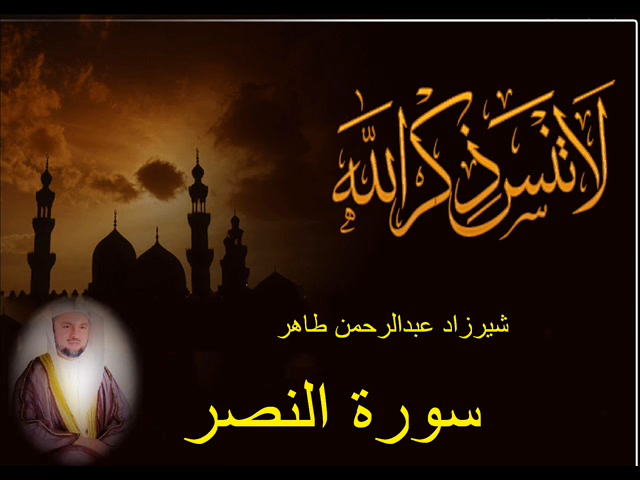 لا تنس ذكر الله
شيرزاد عبدالرحمن طاهر
سورة النصر